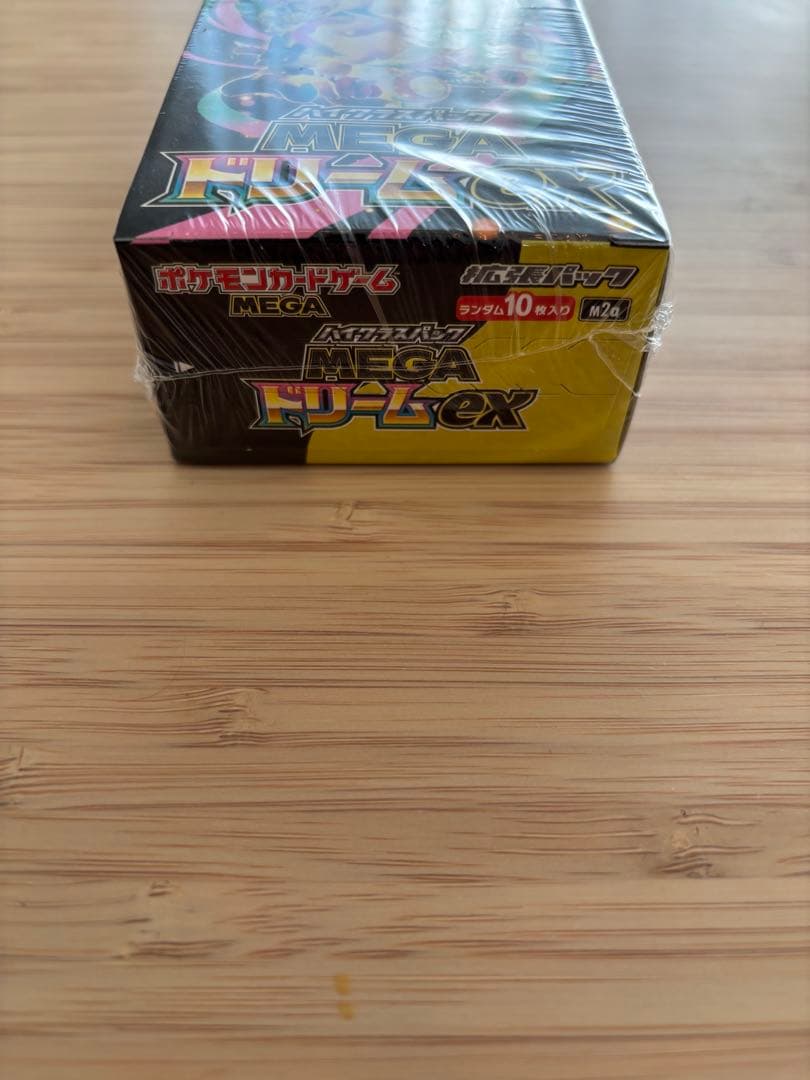 ハイクラスパック
MEGA
ドリームex
ポケモンカードゲーム
MEGA
拡張パック
ランダム10枚入り
M2a
ハイクラスパック
MEGA
ドリームex